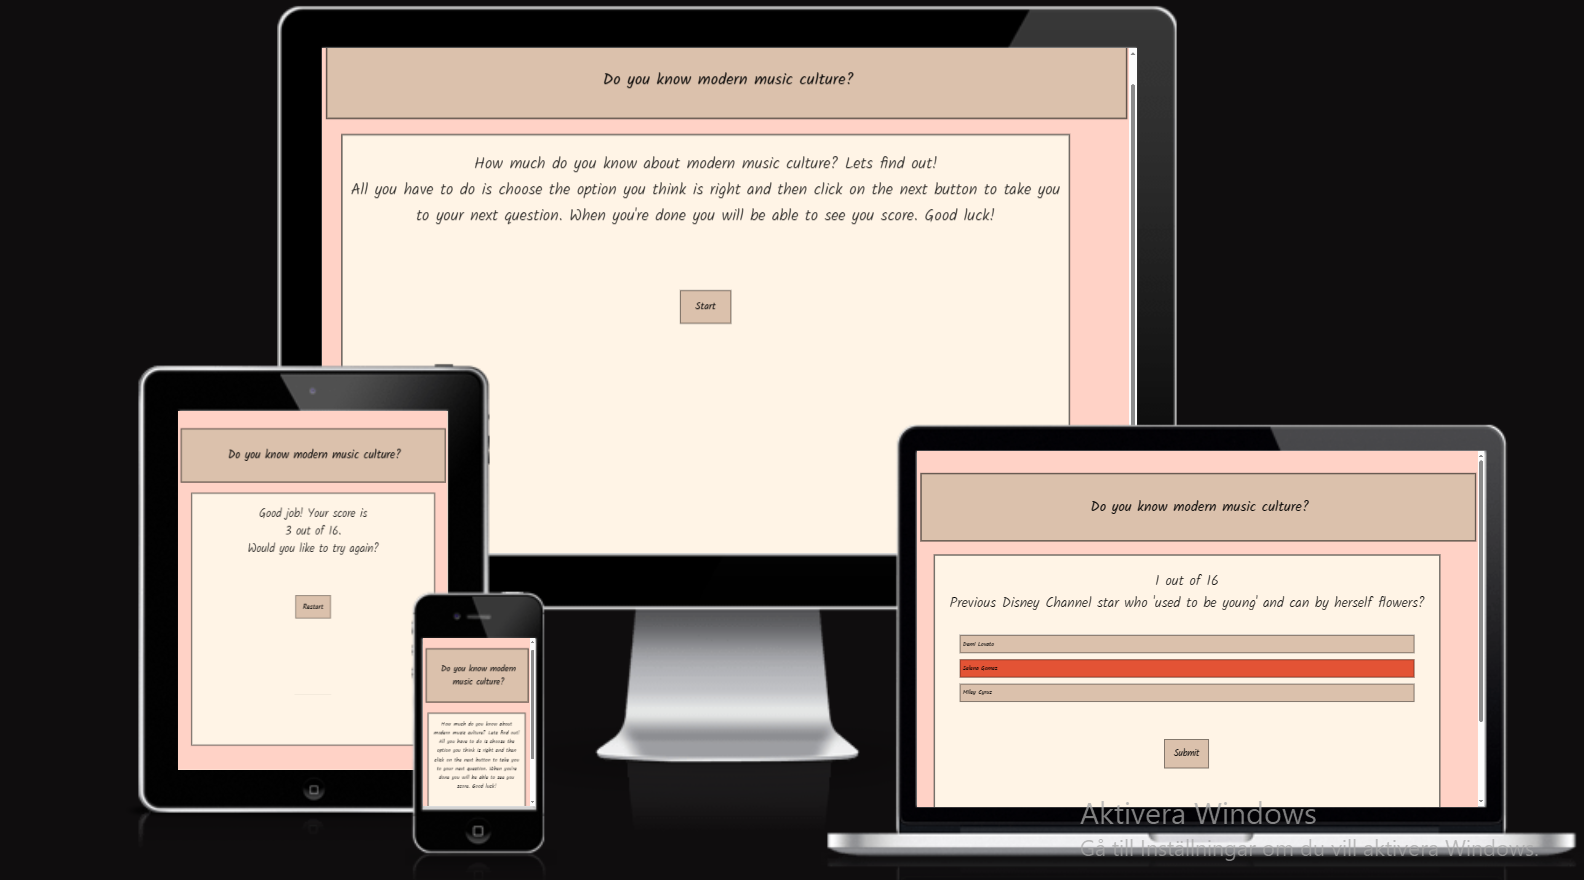 Do you know modern music culture?
How much do you know about modern music culture? Lets find out!
All you have to do is choose the option you think is right and then click on the next button to take you
to your next question. When you're done you will be able to see you score. Good luck!
Start
Do you know modern music culture?
Good job! Your score is
3 out of 16.
Would you like to try again?
Restart
Do you know modern
music culture?
How much do you know about
modern music culture? Lets find out!
All you have to do is choose the
option you think is right and then
click on the next button to take you
to your next question. When you're
done you will be able to see you
score. Good luck!
Do you know modern music culture?
1 out of 16
Previous Disney Channel star who 'used to be young' and can by herself flowers?
Demi Lovato
Selena Gomez
Miley Cyrus
Submit
Aktivera Windows
Gå till Inställningar om du vill aktivera Windows.